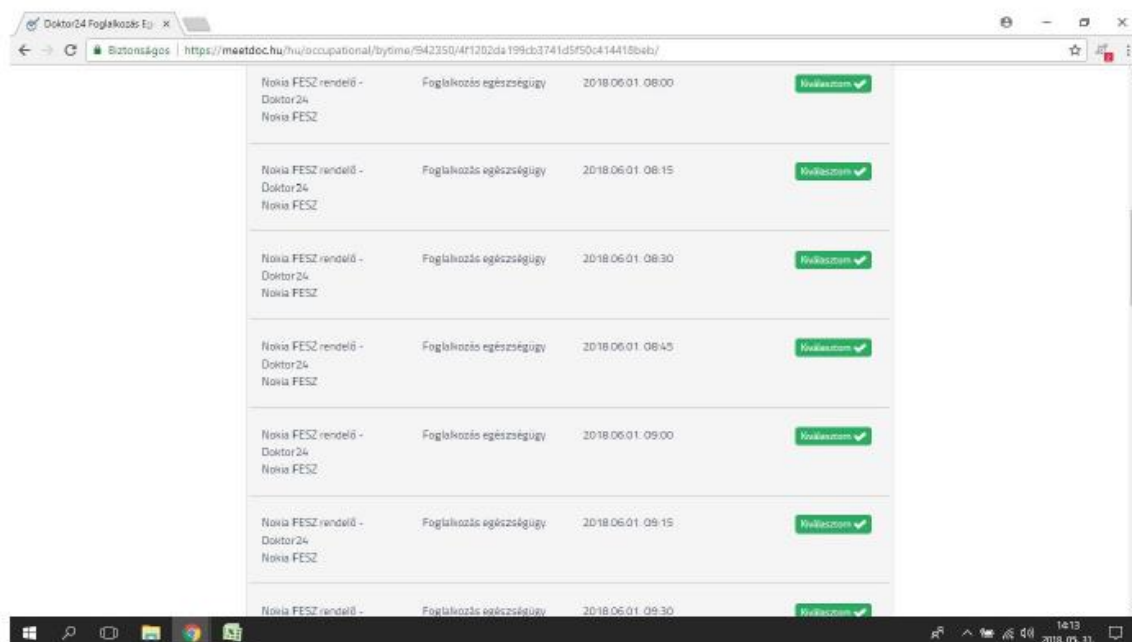 Doktor24 Foglalkozás Eg
Biztonságos https://meetdoc.hu/hu/occupational/bytime/942350/4f1202da199cb3741d5f50c414418beb/
Nokia FESZ rendelő - Foglalkozás egészségügy 2018.06.01. 08:00 Kiválasztom
Doktor24
Nokia FESZ
Nokia FESZ rendelő - Foglalkozás egészségügy 2018.06.01. 08:15 Kiválasztom
Doktor24
Nokia FESZ
Nokia FESZ rendelő - Foglalkozás egészségügy 2018.06.01. 08:30 Kiválasztom
Doktor24
Nokia FESZ
Nokia FESZ rendelő - Foglalkozás egészségügy 2018.06.01. 08:45 Kiválasztom
Doktor24
Nokia FESZ
Nokia FESZ rendelő - Foglalkozás egészségügy 2018.06.01. 09:00 Kiválasztom
Doktor24
Nokia FESZ
Nokia FESZ rendelő - Foglalkozás egészségügy 2018.06.01. 09:15 Kiválasztom
Doktor24
Nokia FESZ
Nokia FESZ rendelő - Foglalkozás egészségügy 2018.06.01. 09:30 Kiválasztom
14:13
2018. 05. 31.